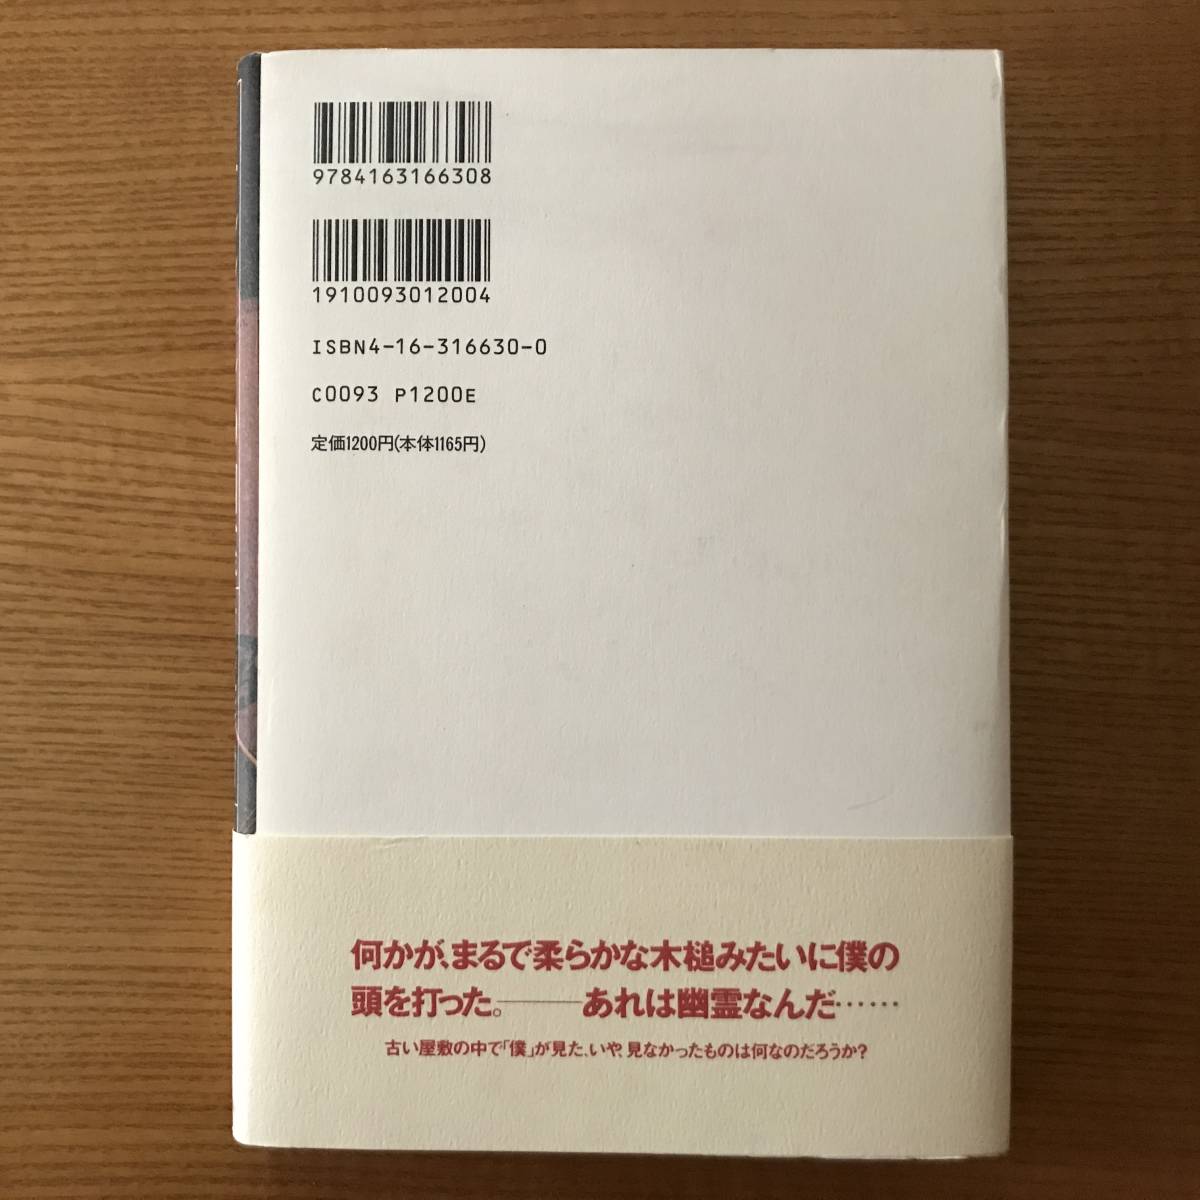 9784163166308
1910093012004
ISBN4-16-316630-0
C0093 P1200E
定価1200円(本体1165円)
何かが、まるで柔らかな木槌みたいに僕の
頭を打った。――あれは幽霊なんだ……
古い屋敷の中で「僕」が見た、いや、見なかったものは何なのだろうか?